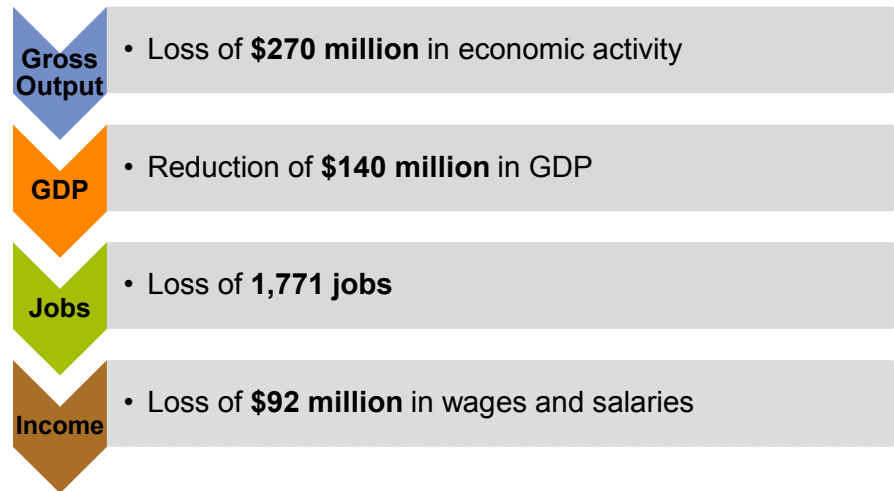 Gross
Output
• Loss of $270 million in economic activity
GDP
• Reduction of $140 million in GDP
Jobs
• Loss of 1,771 jobs
Income
• Loss of $92 million in wages and salaries